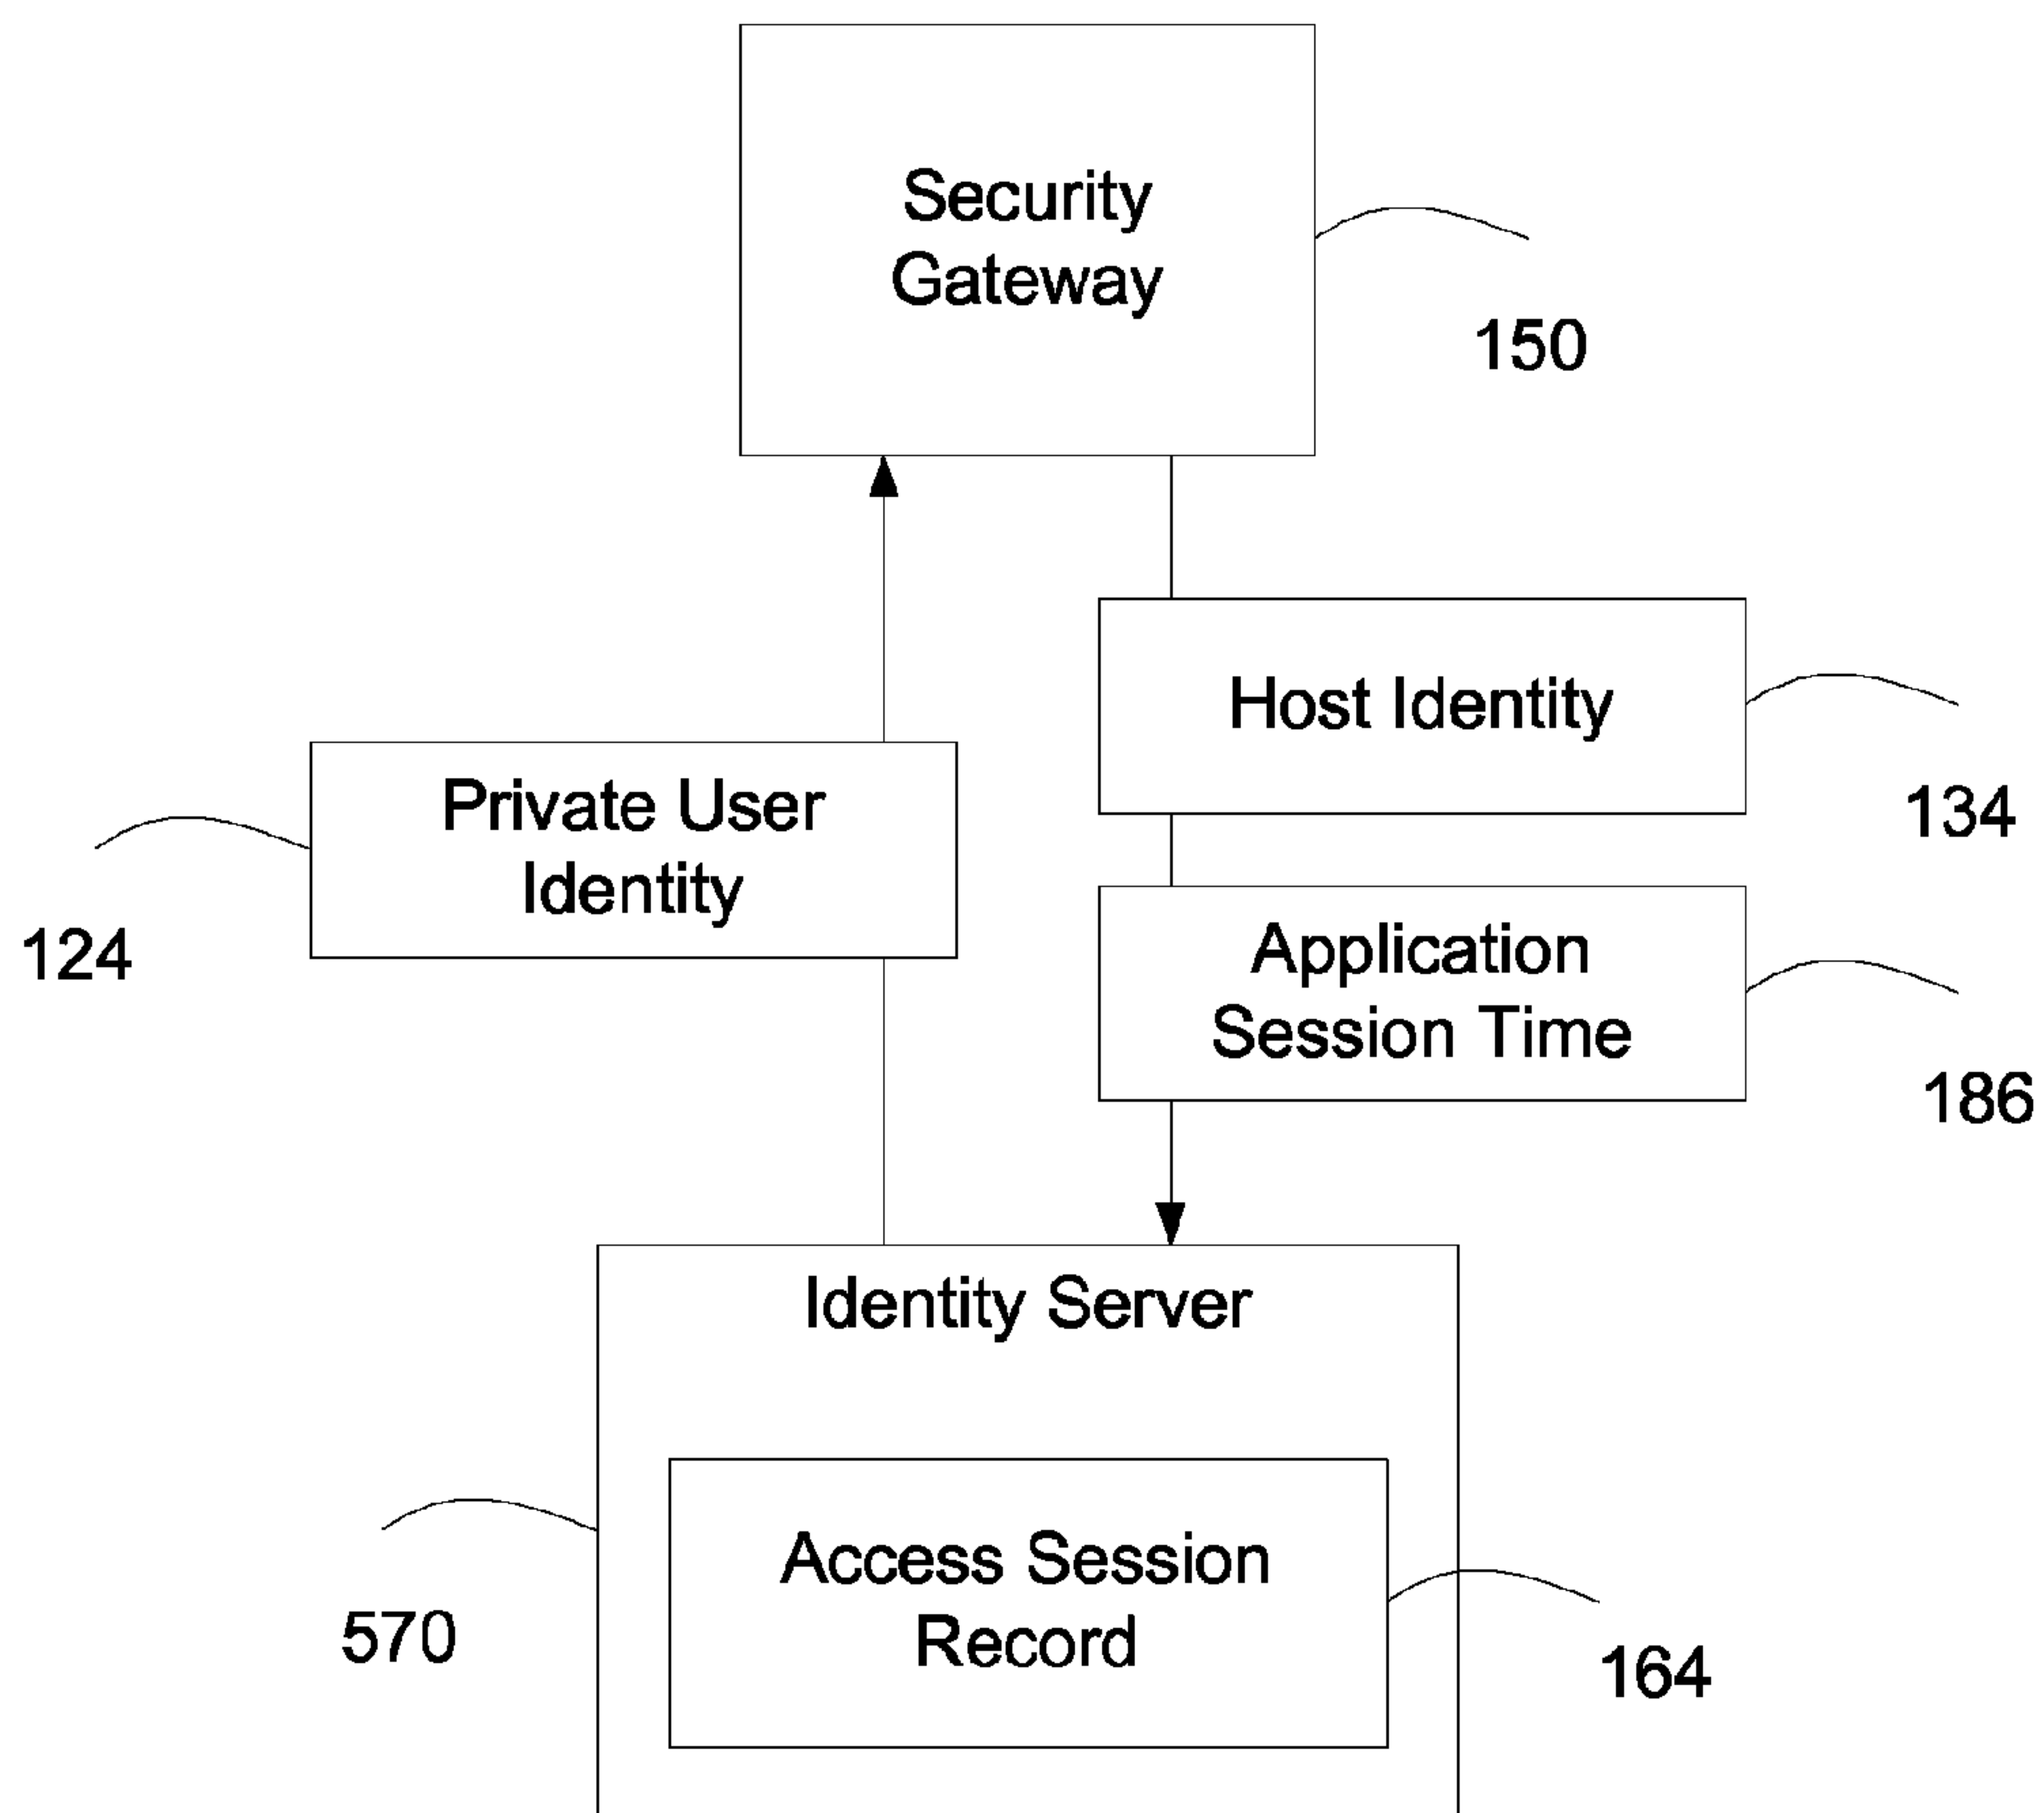 Security
Gateway
150
Host Identity
134
Private User
Identity
124
Application
Session Time
186
Identity Server
Access Session
Record
570
164